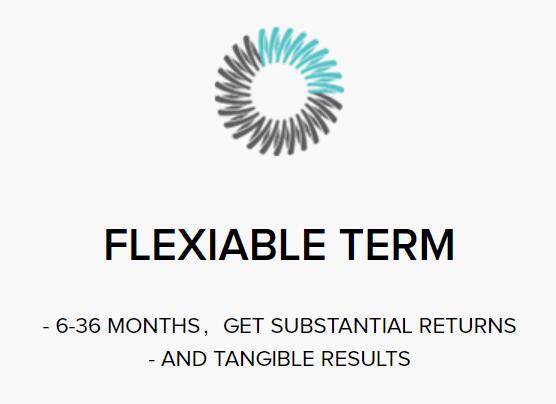 FLEXIABLE TERM
- 6-36 MONTHS，GET SUBSTANTIAL RETURNS
- AND TANGIBLE RESULTS